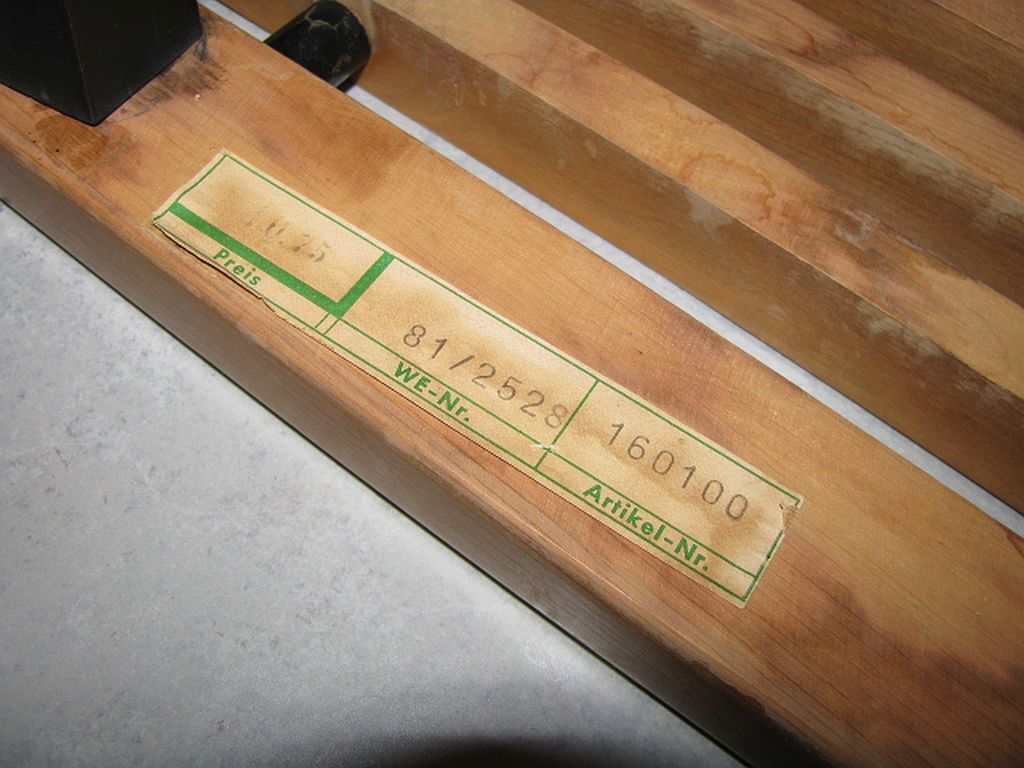 Preis
81/2528
WE-Nr.
160100
Artikel-Nr.